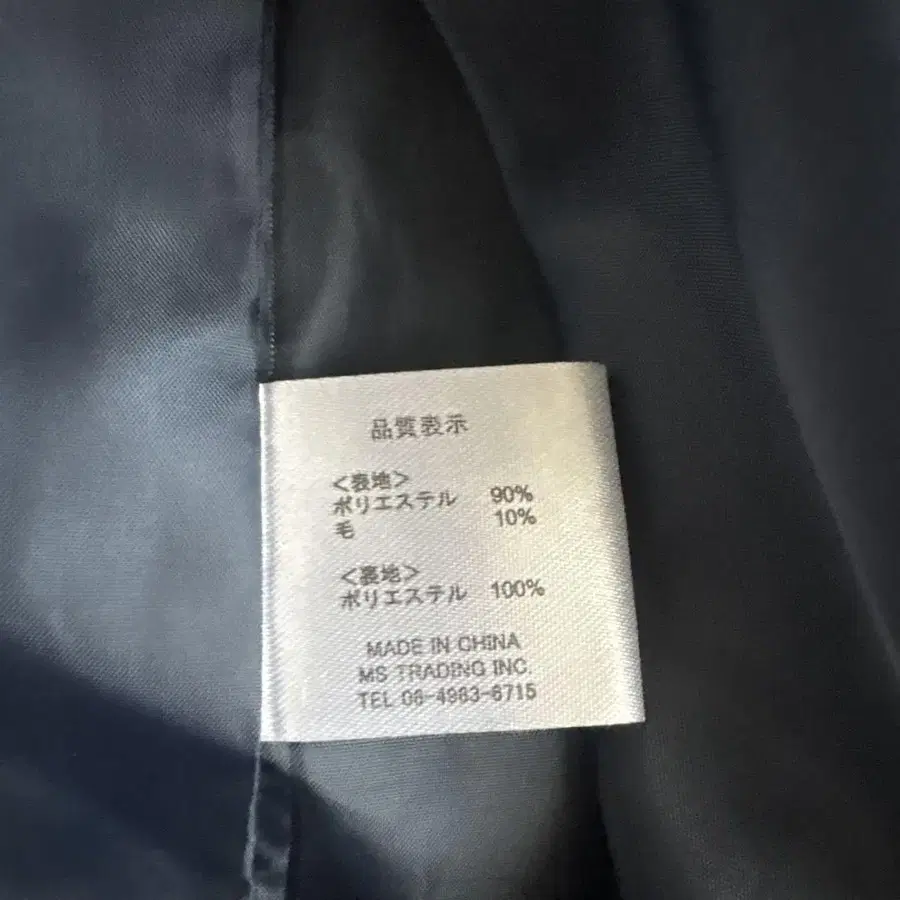 品質表示
＜表地＞
ポリエステル 90%
毛 10%
＜裏地＞
ポリエステル 100%
MADE IN CHINA
MS TRADING INC.
TEL 06-4963-6715